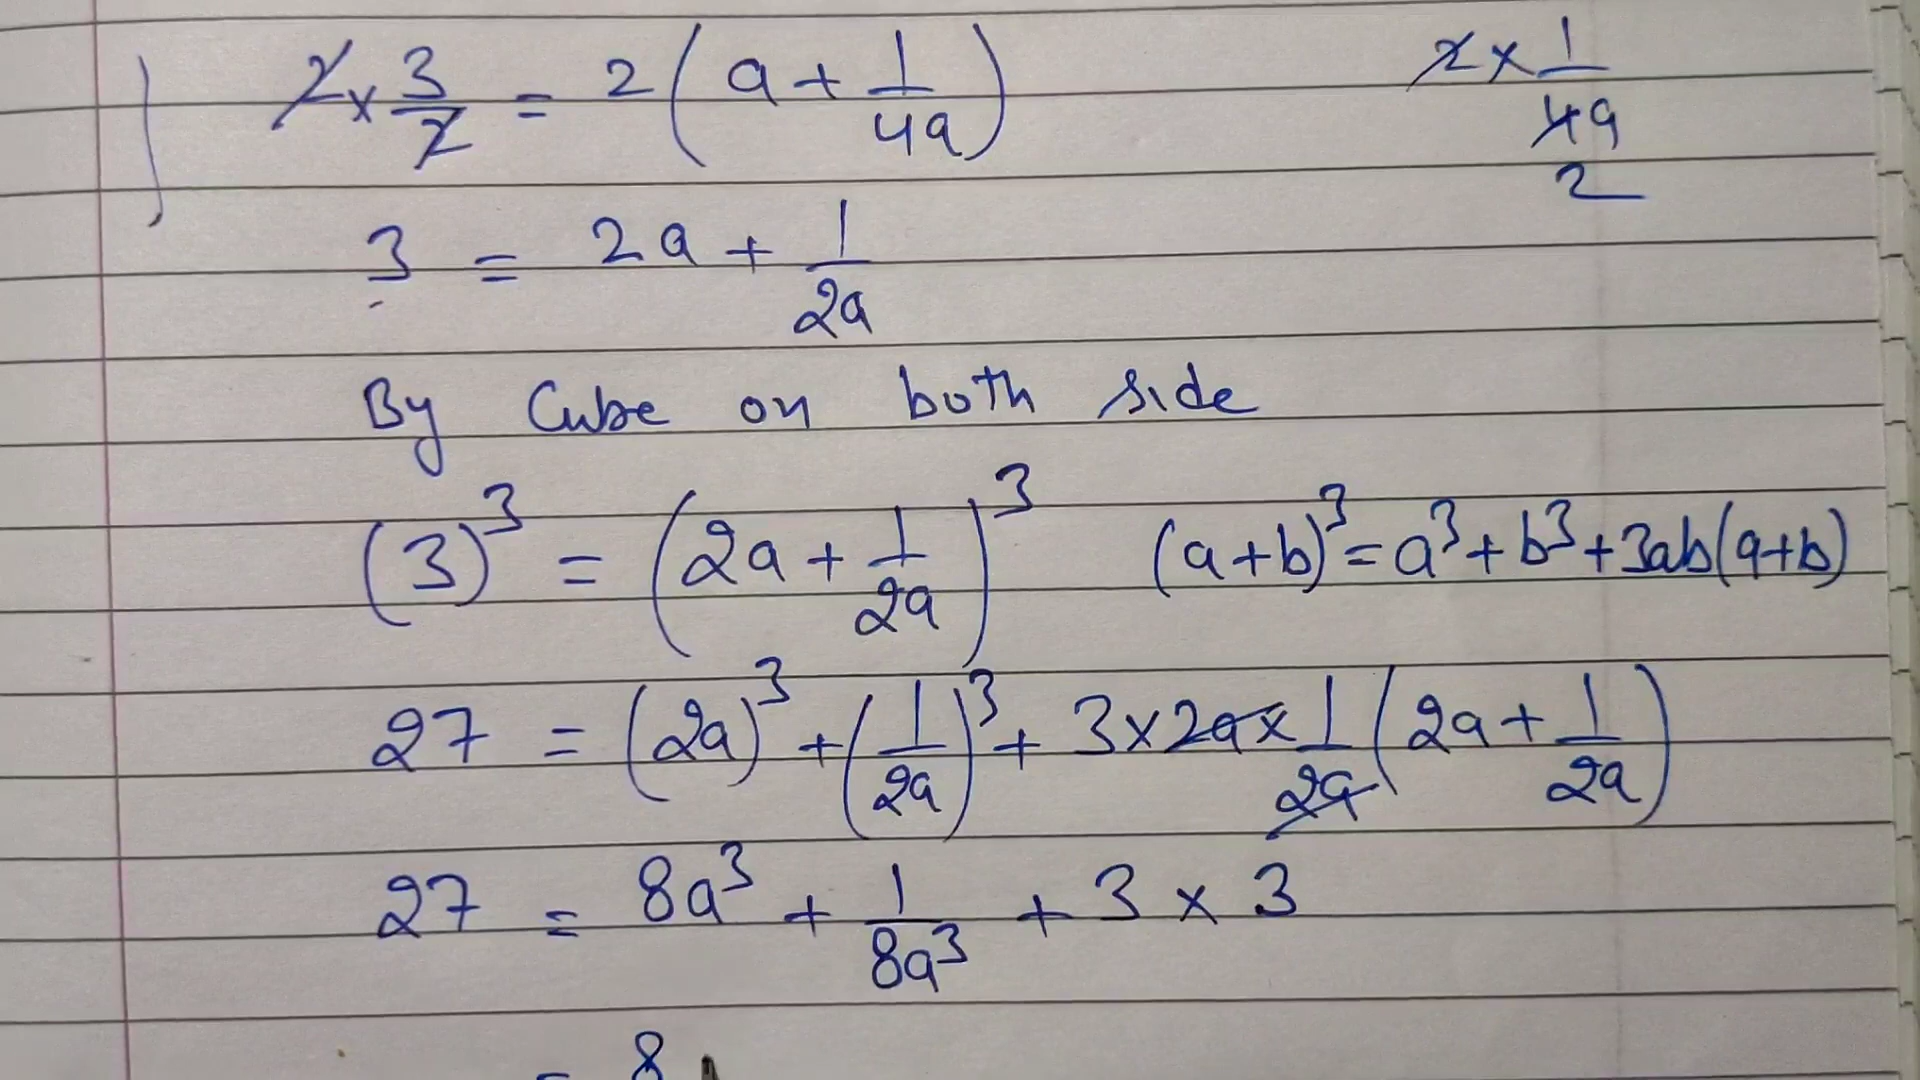 2 × 3/2 = 2(a + 1/4a)    2 × 1/4a 2
3 = 2a + 1/2a
By Cube on both side
(3)³ = (2a + 1/2a)³    (a+b)³ = a³ + b³ + 3ab(a+b)
27 = (2a)³ + (1/2a)³ + 3 × 2a × 1/2a (2a + 1/2a)
27 = 8a³ + 1/8a³ + 3 × 3
= 8